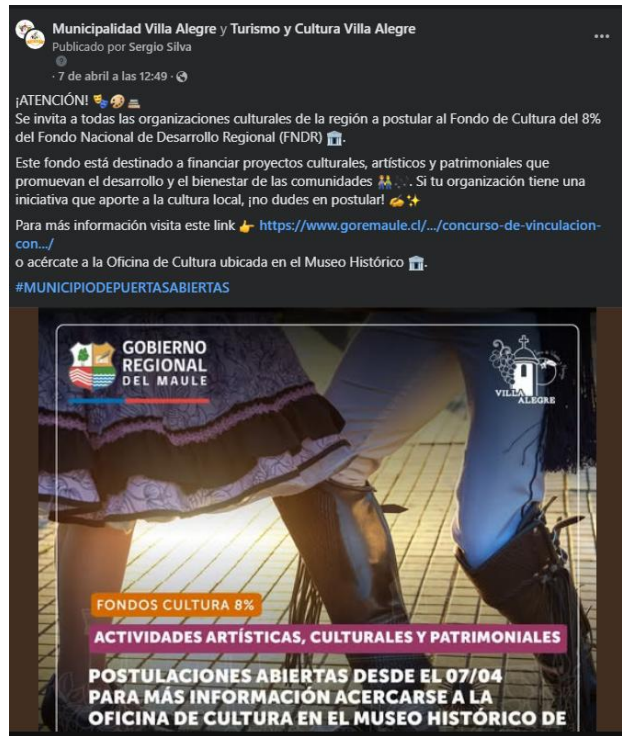 Municipalidad Villa Alegre y Turismo y Cultura Villa Alegre
Publicado por Sergio Silva
· 7 de abril a las 12:49 ·
¡ATENCIÓN! 🎭🎨📚
Se invita a todas las organizaciones culturales de la región a postular al Fondo de Cultura del 8%
del Fondo Nacional de Desarrollo Regional (FNDR) 🏛️.
Este fondo está destinado a financiar proyectos culturales, artísticos y patrimoniales que
promuevan el desarrollo y el bienestar de las comunidades 👫. Si tu organización tiene una
iniciativa que aporte a la cultura local, ¡no dudes en postular! ✍️✨
Para más información visita este link 👉 https://www.goremaule.cl/.../concurso-de-vinculacion-
con.../
o acércate a la Oficina de Cultura ubicada en el Museo Histórico 🏛️.
#MUNICIPIODEPUERTASABIERTAS
GOBIERNO
REGIONAL
DEL MAULE
VILLA
ALEGRE
FONDOS CULTURA 8%
ACTIVIDADES ARTÍSTICAS, CULTURALES Y PATRIMONIALES
POSTULACIONES ABIERTAS DESDE EL 07/04
PARA MÁS INFORMACIÓN ACERCARSE A LA
OFICINA DE CULTURA EN EL MUSEO HISTÓRICO DE